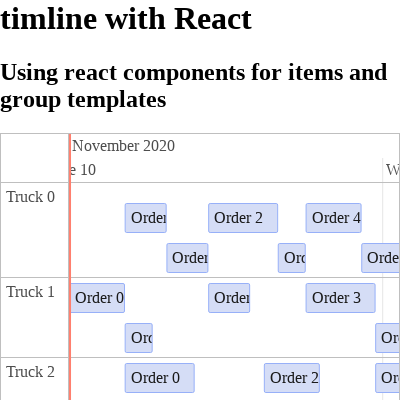 timline with React
Using react components for items and
group templates
November 2020
e 10
W
Truck 0
Order
Order 2
Order 4
Order
Orc
Orde
Truck 1
Order 0
Order
Order 3
Orc
Or
Truck 2
Order 0
Order 2
Or